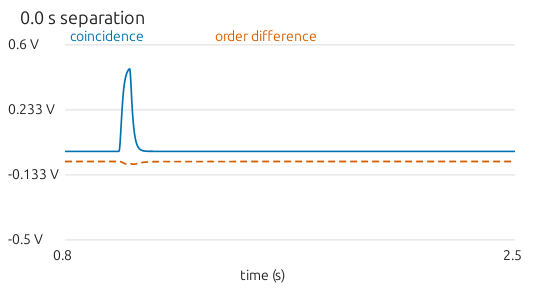 0.0 s separation
coincidence order difference
0.6 V
0.233 V
-0.133 V
-0.5 V
0.8 2.5
time (s)